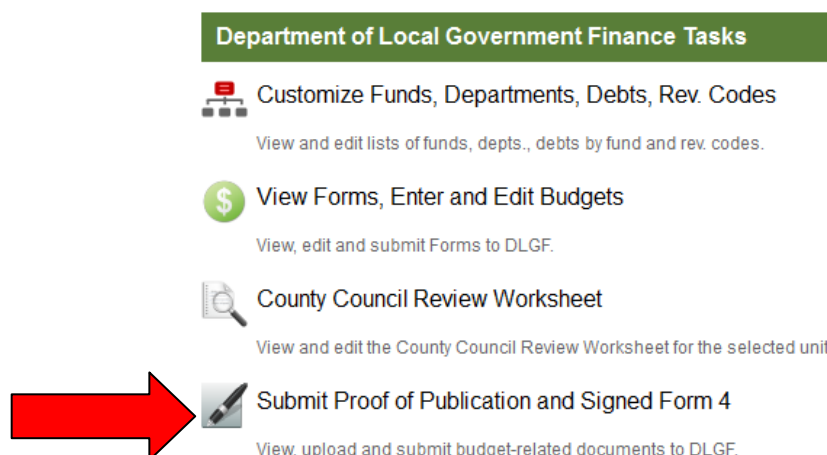 Department of Local Government Finance Tasks
Customize Funds, Departments, Debts, Rev. Codes
View and edit lists of funds, depts., debts by fund and rev. codes.
$
View Forms, Enter and Edit Budgets
View, edit and submit Forms to DLGF.
County Council Review Worksheet
View and edit the County Council Review Worksheet for the selected unit
Submit Proof of Publication and Signed Form 4
View, upload and submit budget-related documents to DLGF.